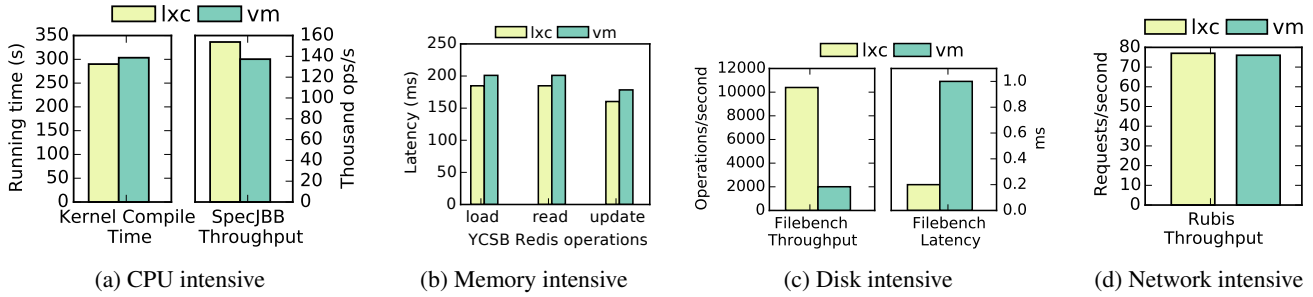 lxc vm
Running time (s)
350
300
250
200
150
100
50
0
Kernel Compile
Time
160
140
120
100
80
60
40
20
0
Thousand ops/s
SpecJBB
Throughput
(a) CPU intensive
lxc vm
Latency (ms)
250
200
150
100
50
0
load read update
YCSB Redis operations
(b) Memory intensive
lxc vm
Operations/second
12000
10000
8000
6000
4000
2000
0
Filebench
Throughput
1.0
0.8
0.6
0.4
0.2
0.0
ms
Filebench
Latency
(c) Disk intensive
lxc vm
Requests/second
80
70
60
50
40
30
20
10
0
Rubis
Throughput
(d) Network intensive